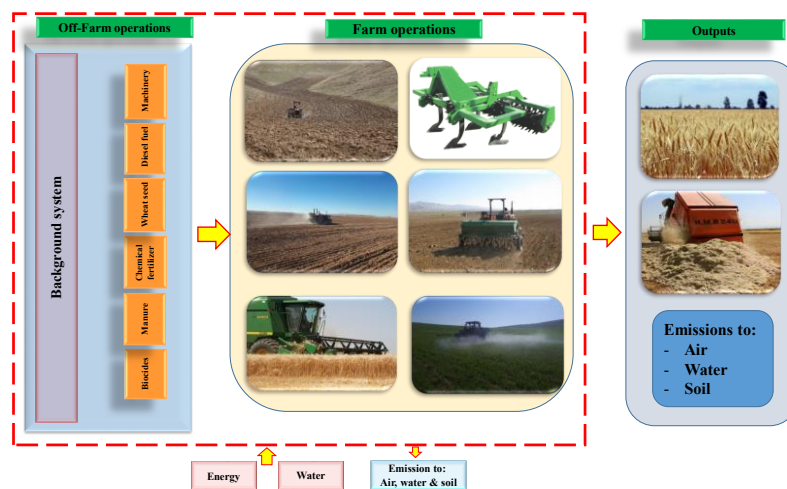 Off-Farm operations
Farm operations
Outputs
Background system
Machinery
Diesel fuel
Wheat seed
Chemical
fertilizer
Manure
Biocides
Emissions to:
- Air
- Water
- Soil
Energy
Water
Emission to:
Air, water & soil